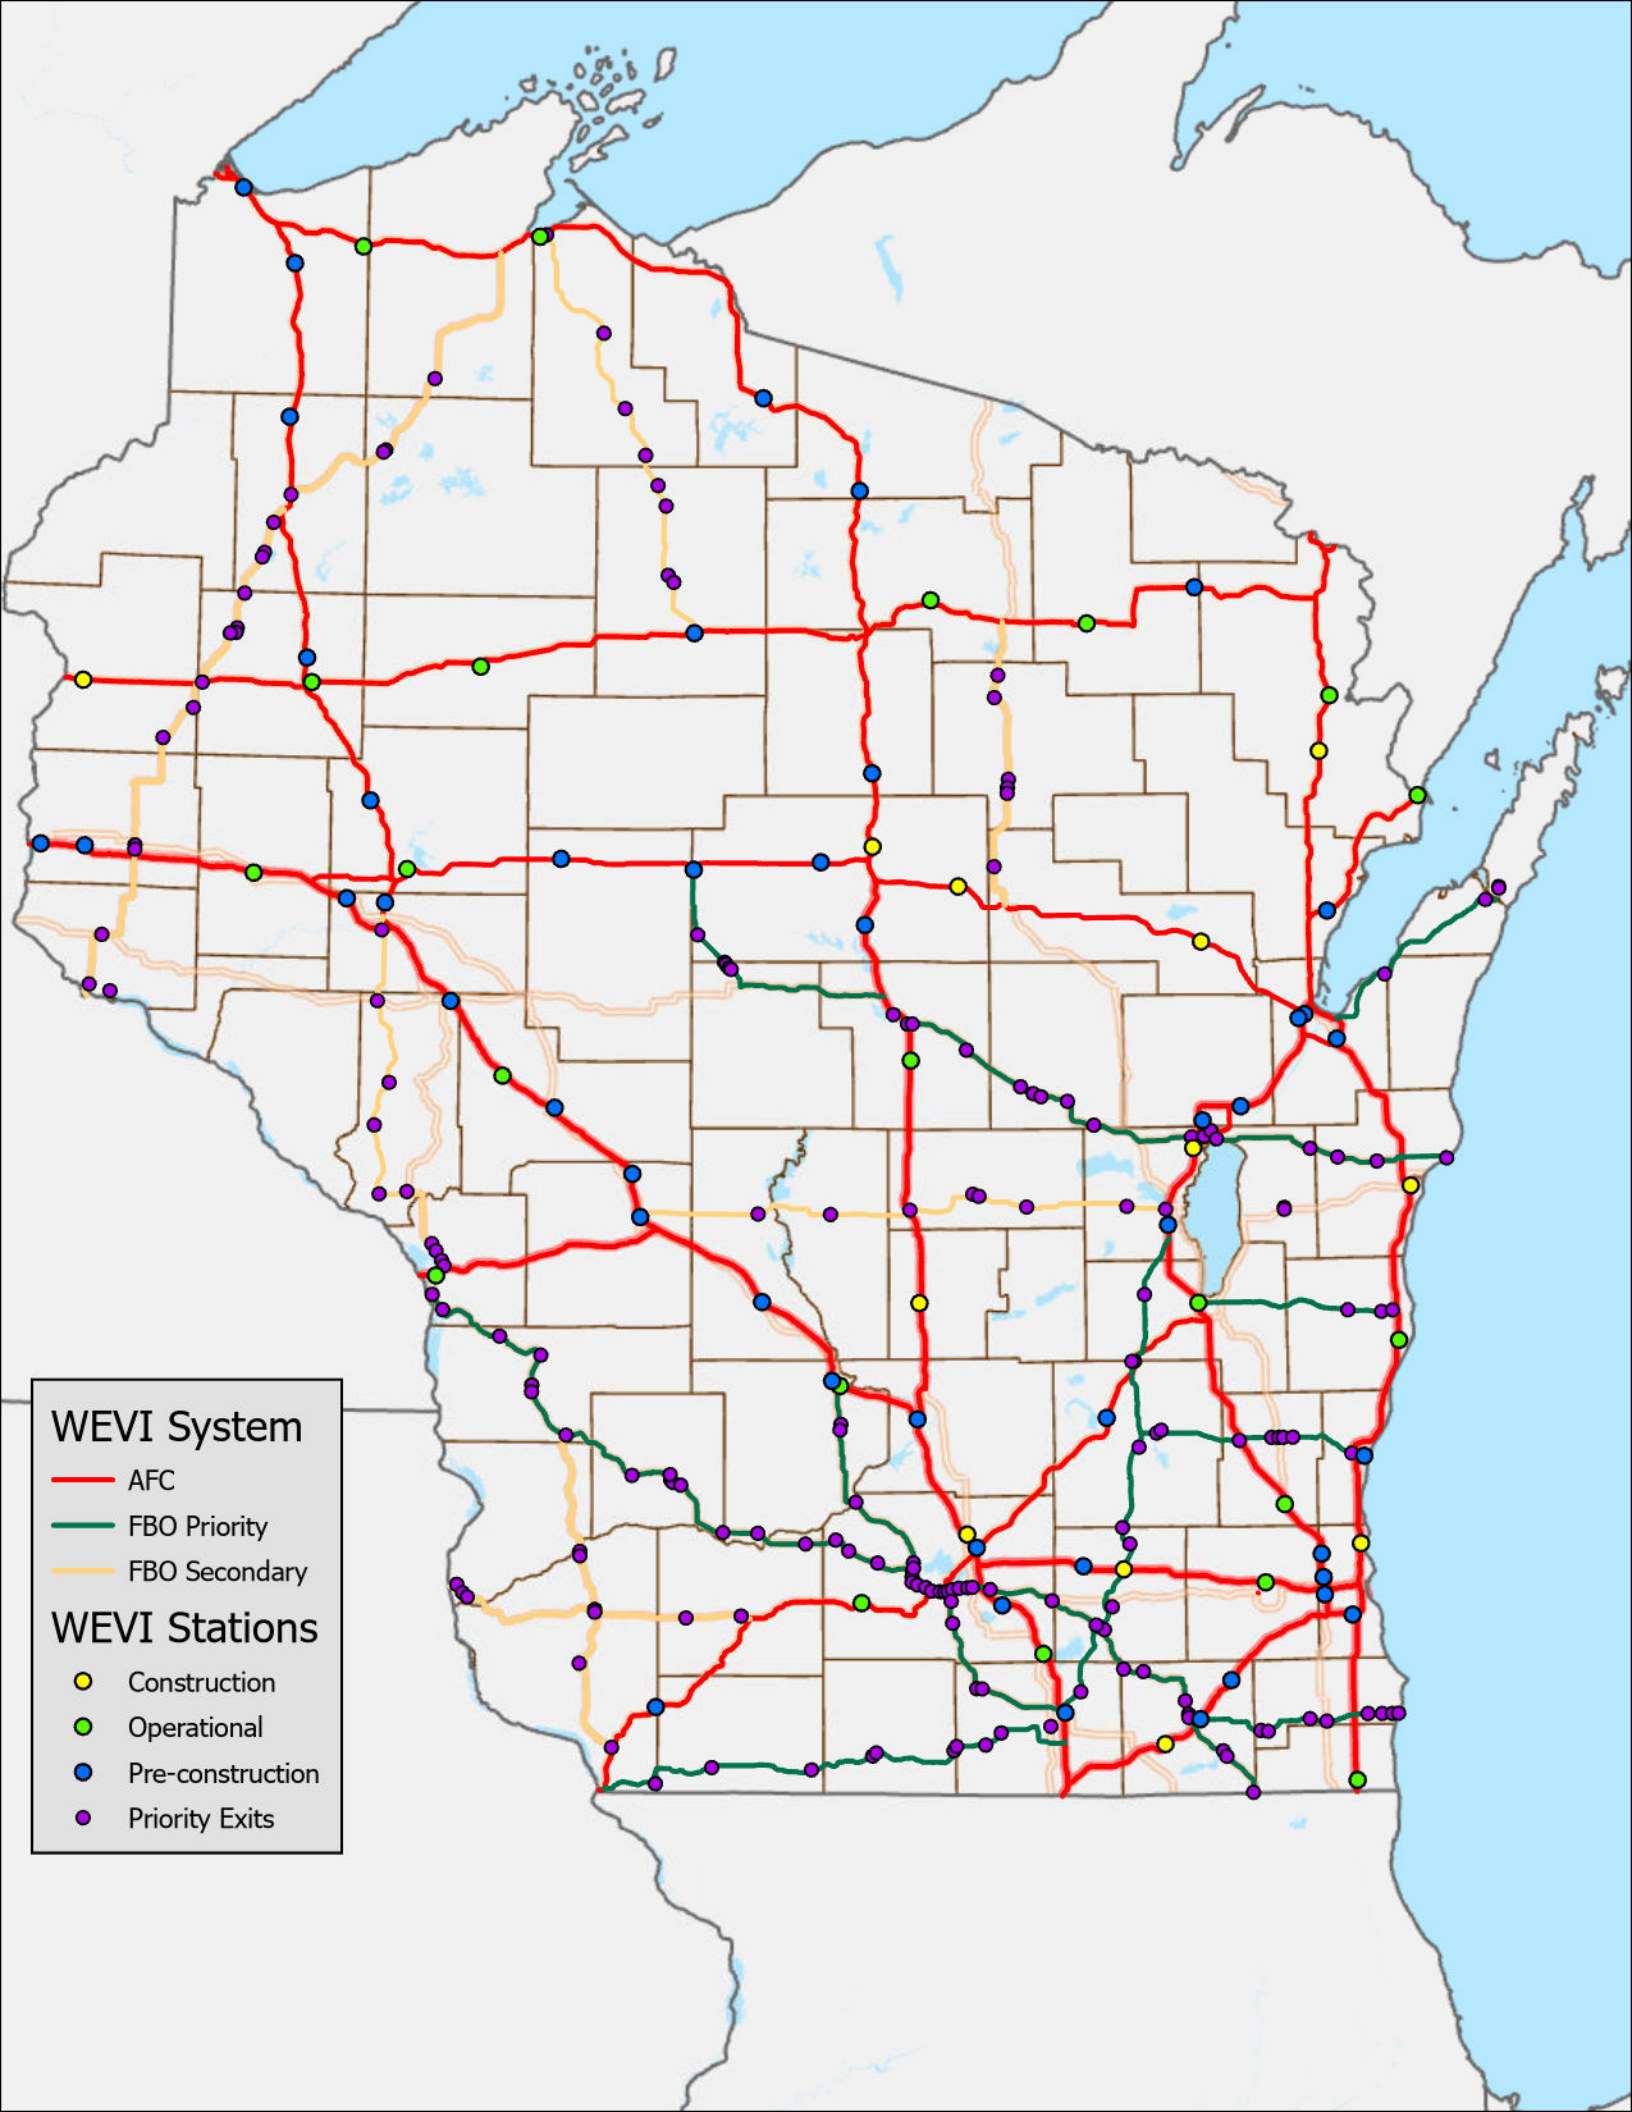 WEVI System
AFC
FBO Priority
FBO Secondary
WEVI Stations
Construction
Operational
Pre-construction
Priority Exits